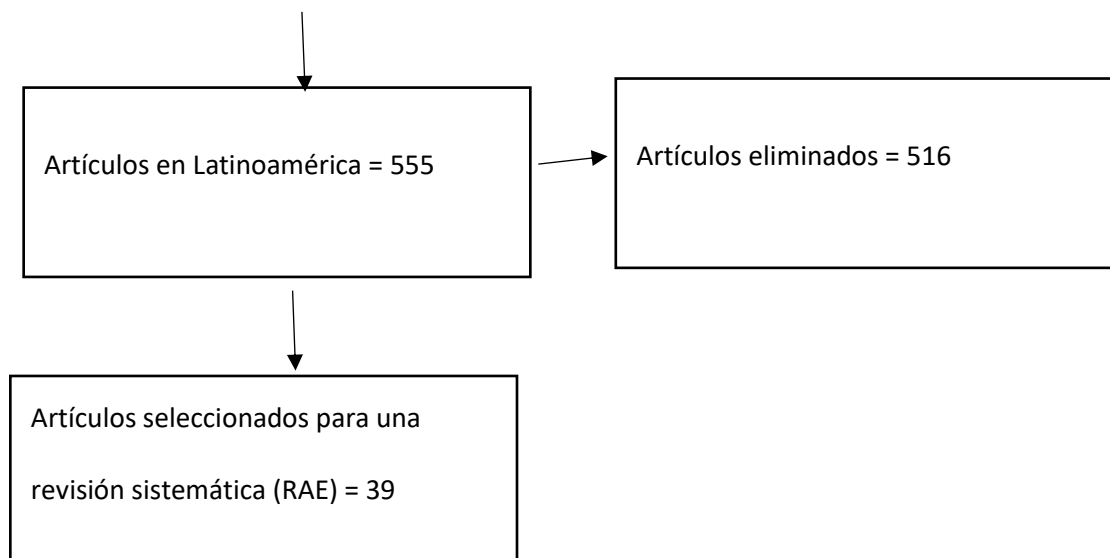 Artículos en Latinoamérica = 555
Artículos eliminados = 516
Artículos seleccionados para una
revisión sistemática (RAE) = 39